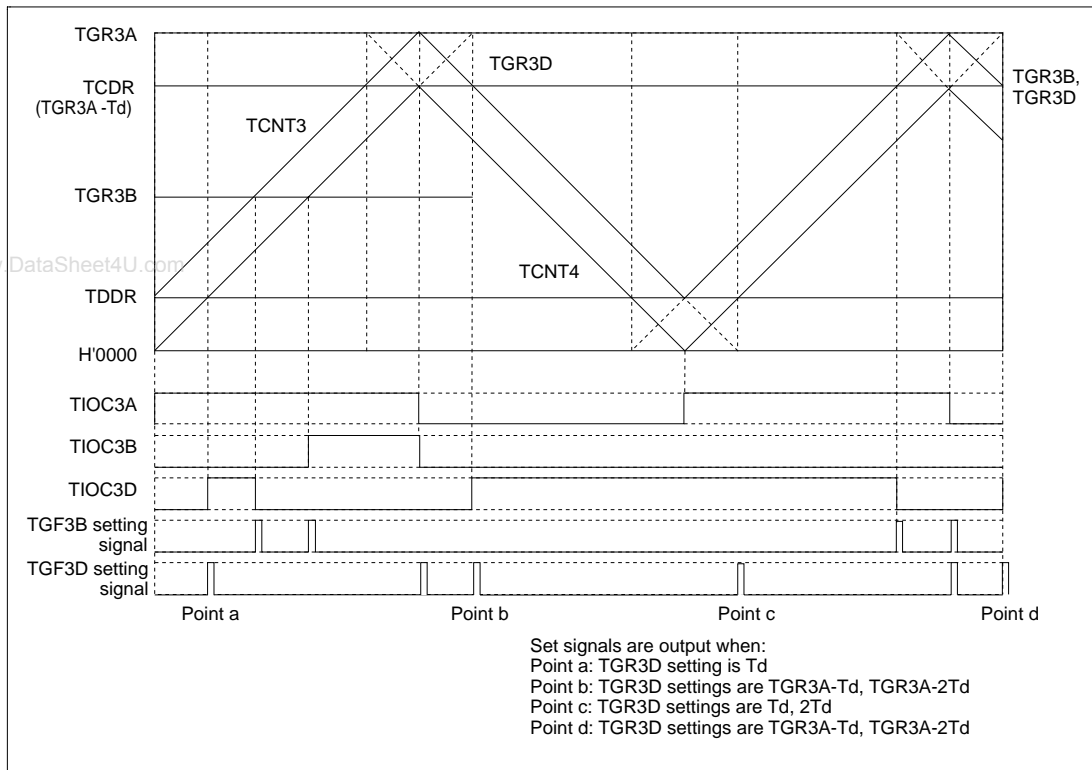 TGR3A
TGR3D
TGR3B,
TGR3D
TCDR
(TGR3A -Td)
TCNT3
TGR3B
.DataSheet4U.com
TCNT4
TDDR
H'0000
TIOC3A
TIOC3B
TIOC3D
TGF3B setting
signal
TGF3D setting
signal
Point a
Point b
Point c
Point d
Set signals are output when:
Point a: TGR3D setting is Td
Point b: TGR3D settings are TGR3A-Td, TGR3A-2Td
Point c: TGR3D settings are Td, 2Td
Point d: TGR3D settings are TGR3A-Td, TGR3A-2Td